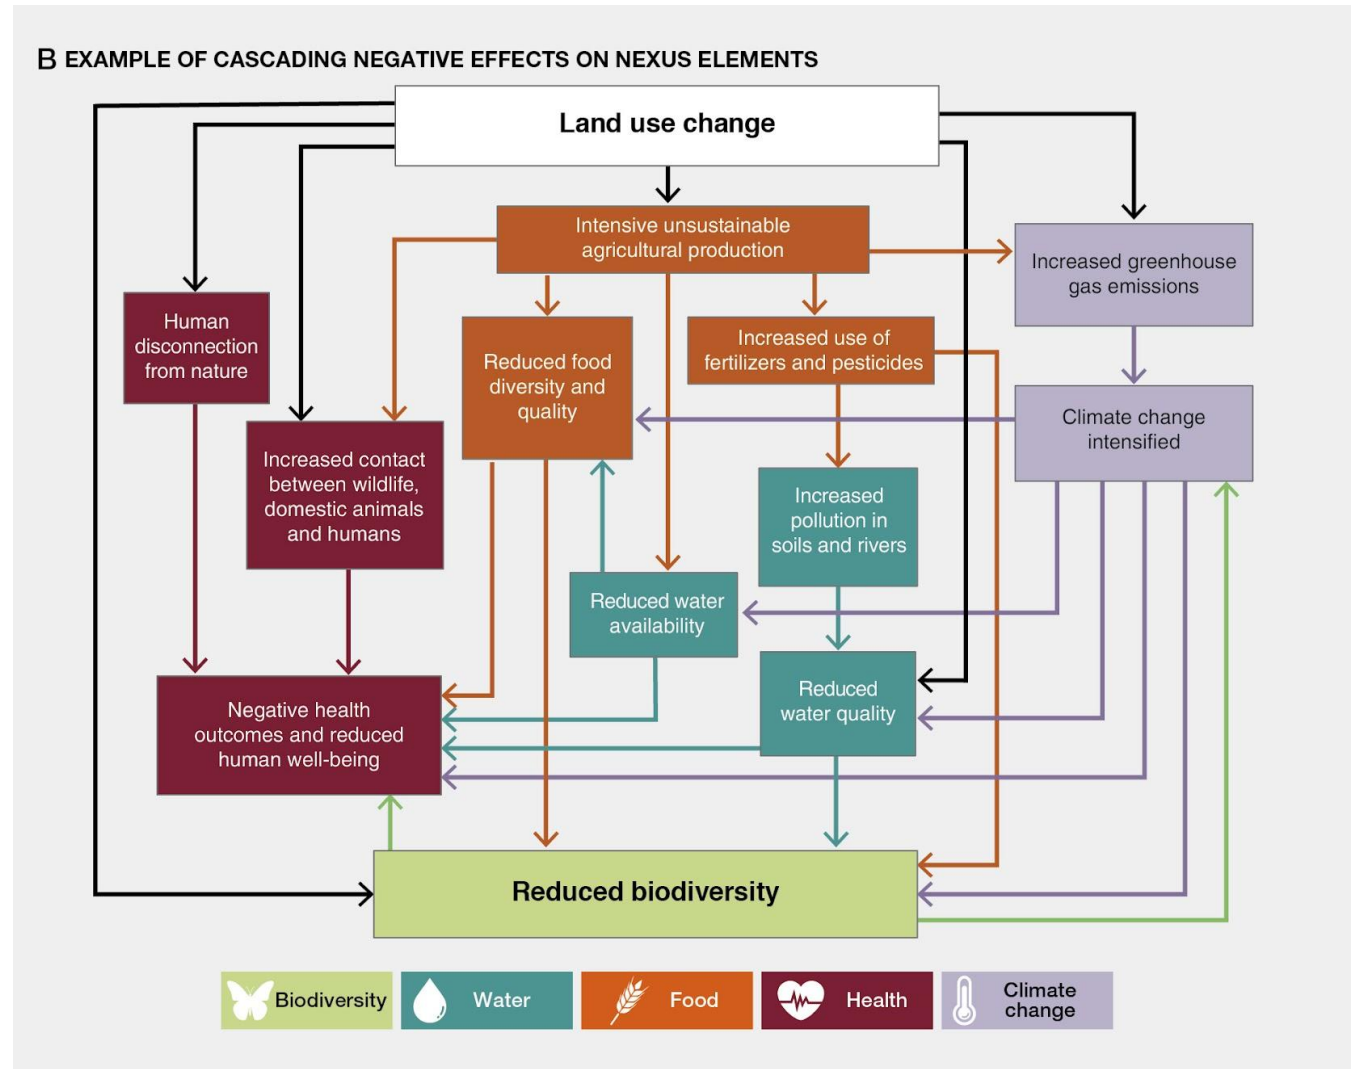 B EXAMPLE OF CASCADING NEGATIVE EFFECTS ON NEXUS ELEMENTS
Land use change
Intensive unsustainable
agricultural production
Increased greenhouse
gas emissions
Human
disconnection
from nature
Reduced food
diversity and
quality
Increased use of
fertilizers and pesticides
Climate change
intensified
Increased contact
between wildlife,
domestic animals
and humans
Increased
pollution in
soils and rivers
Reduced water
availability
Reduced
water quality
Negative health
outcomes and reduced
human well-being
Reduced biodiversity
Biodiversity
Water
Food
Health
Climate
change